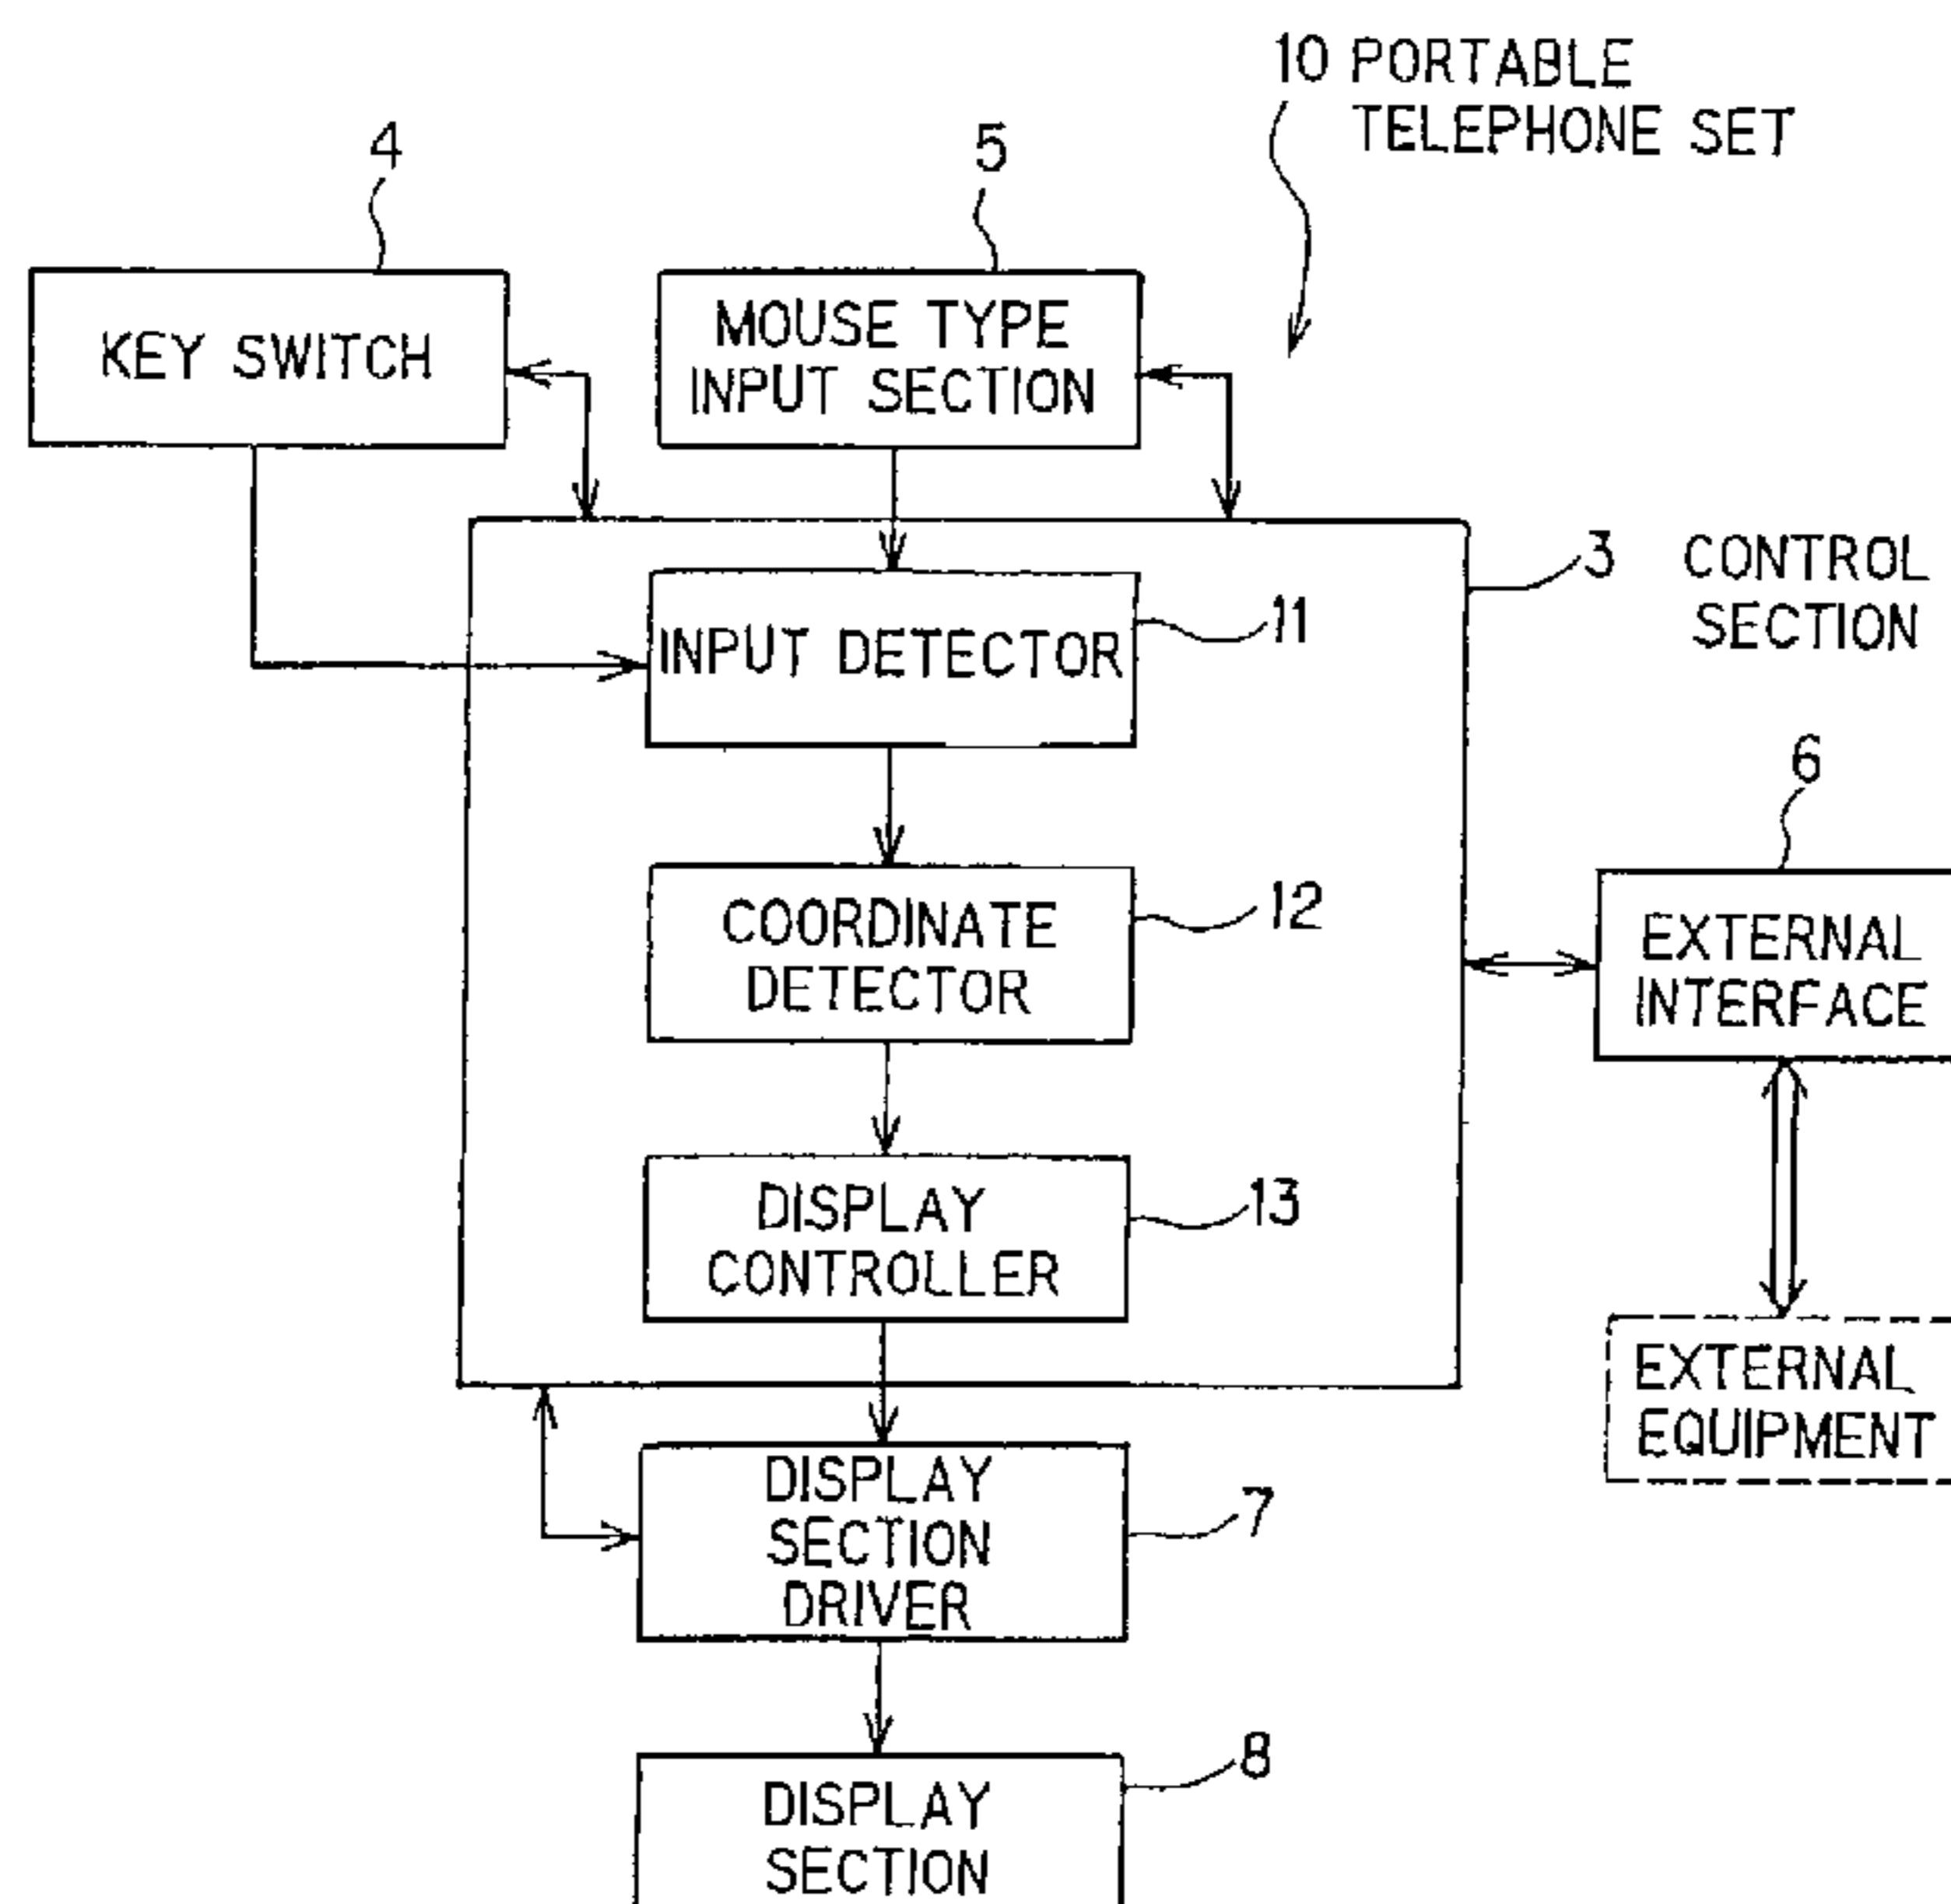 10 PORTABLE
TELEPHONE SET
4
5
KEY SWITCH
MOUSE TYPE
INPUT SECTION
3 CONTROL
SECTION
INPUT DETECTOR
11
6
COORDINATE
DETECTOR
12
EXTERNAL
INTERFACE
DISPLAY
CONTROLLER
13
EXTERNAL
EQUIPMENT
DISPLAY
SECTION
DRIVER
7
8
DISPLAY
SECTION